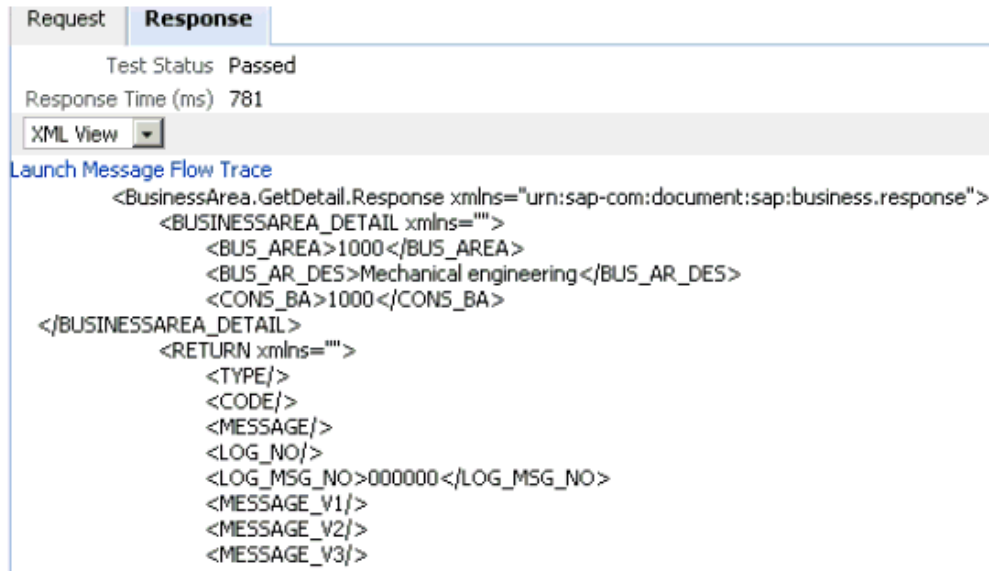 Request Response
Test Status Passed
Response Time (ms) 781
XML View
Launch Message Flow Trace
<BusinessArea.GetDetail.Response xmlns="urn:sap-com:document:sap:business.response">
<BUSINESSAREA_DETAIL xmlns="">
<BUS_AREA>1000</BUS_AREA>
<BUS_AR_DES>Mechanical engineering</BUS_AR_DES>
<CONS_BA>1000</CONS_BA>
</BUSINESSAREA_DETAIL>
<RETURN xmlns="">
<TYPE/>
<CODE/>
<MESSAGE/>
<LOG_NO/>
<LOG_MSG_NO>000000</LOG_MSG_NO>
<MESSAGE_V1/>
<MESSAGE_V2/>
<MESSAGE_V3/>